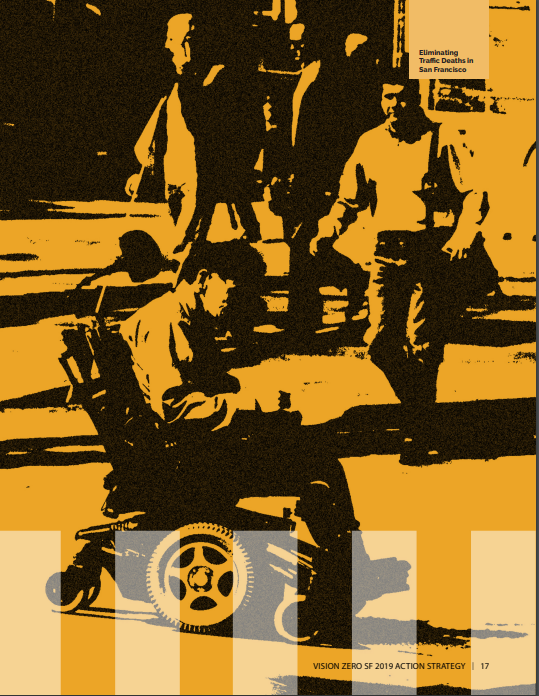 Eliminating
Traffic Deaths in
San Francisco
VISION ZERO SF 2019 ACTION STRATEGY | 17